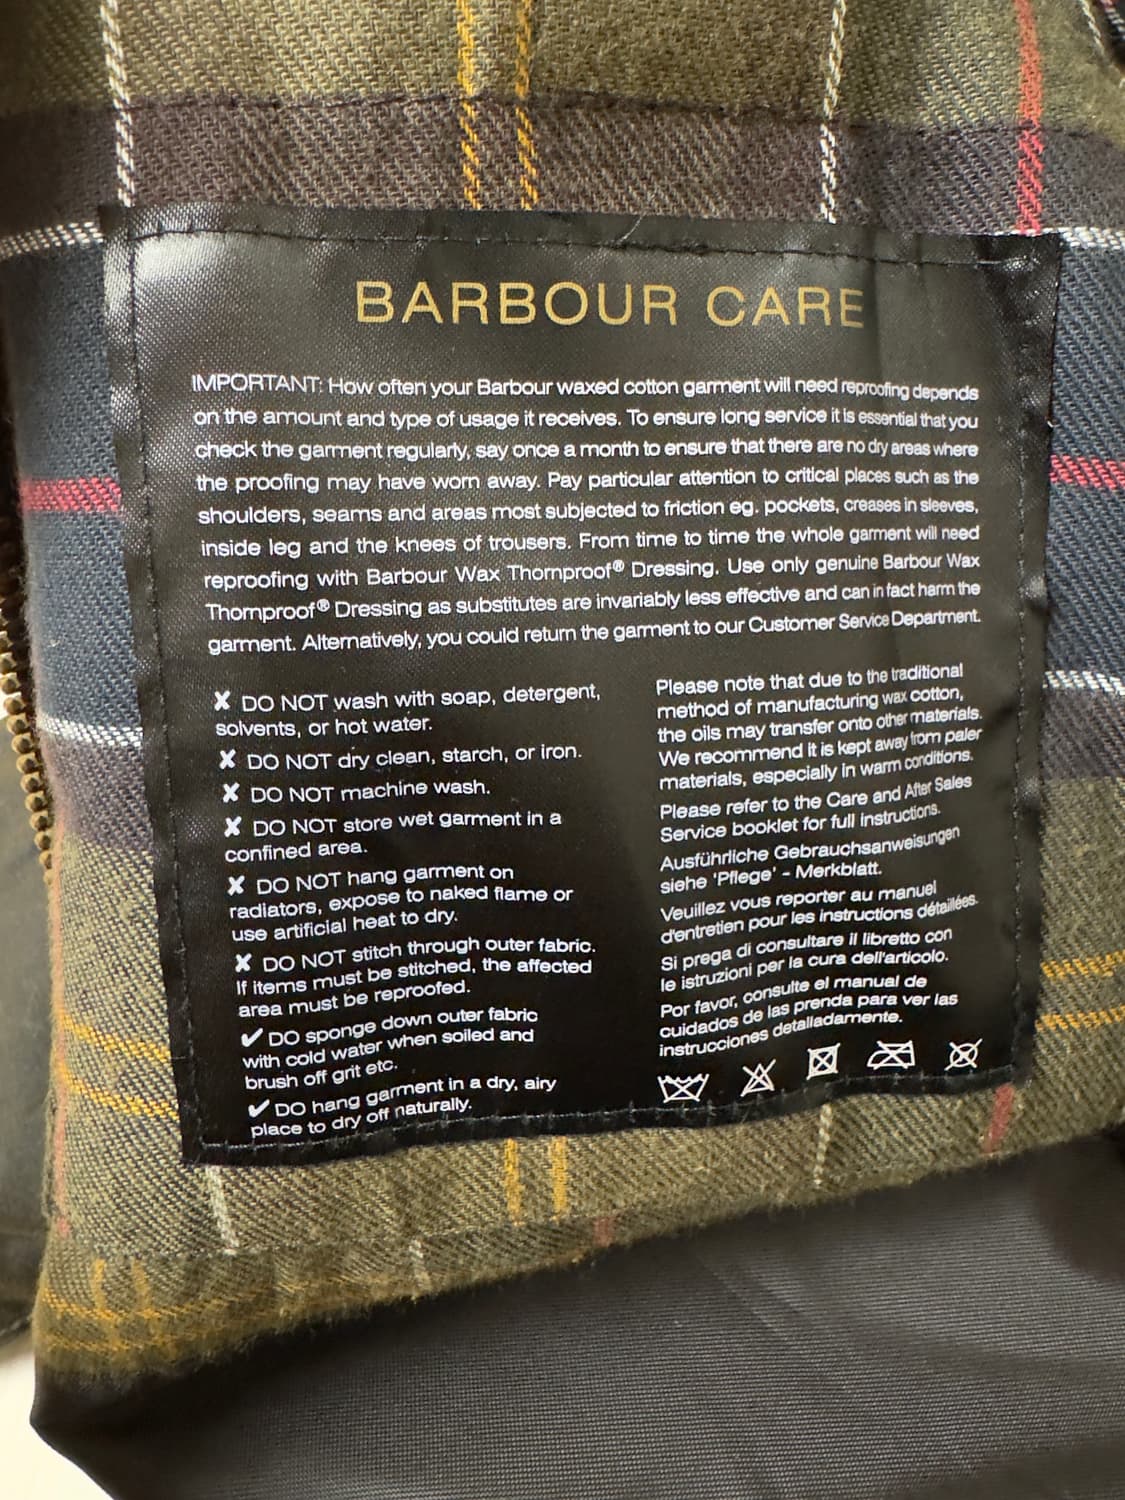 BARBOUR CARE
IMPORTANT: How often your Barbour waxed cotton garment will need reproofing depends
on the amount and type of usage it receives. To ensure long service it is essential that you
check the garment regularly, say once a month to ensure that there are no dry areas where
the proofing may have worn away. Pay particular attention to critical places such as the
shoulders, seams and areas most subjected to friction eg. pockets, creases in sleeves,
inside leg and the knees of trousers. From time to time the whole garment will need
reproofing with Barbour Wax Thornproof® Dressing. Use only genuine Barbour Wax
Thornproof® Dressing as substitutes are invariably less effective and can in fact harm the
garment. Alternatively, you could return the garment to our Customer Service Department.
✘ DO NOT wash with soap, detergent,
solvents, or hot water.
✘ DO NOT dry clean, starch, or iron.
✘ DO NOT machine wash.
✘ DO NOT store wet garment in a
confined area.
✘ DO NOT hang garment on
radiators, expose to naked flame or
use artificial heat to dry.
✘ DO NOT stitch through outer fabric.
If items must be stitched, the affected
area must be reproofed.
✔ DO sponge down outer fabric
with cold water when soiled and
brush off grit etc.
✔ DO hang garment in a dry, airy
place to dry off naturally.
Please note that due to the traditional
method of manufacturing wax cotton,
the oils may transfer onto other materials.
We recommend it is kept away from paler
materials, especially in warm conditions.
Please refer to the Care and After Sales
Service booklet for full instructions.
Ausführliche Gebrauchsanweisungen
siehe 'Pflege' - Merkblatt.
Veuillez vous reporter au manuel
d'entretien pour les instructions détaillées.
Si prega di consultare il libretto con
le istruzioni per la cura dell'articolo.
Por favor, consulte el manual de
cuidados de las prenda para ver las
instrucciones detalladamente.